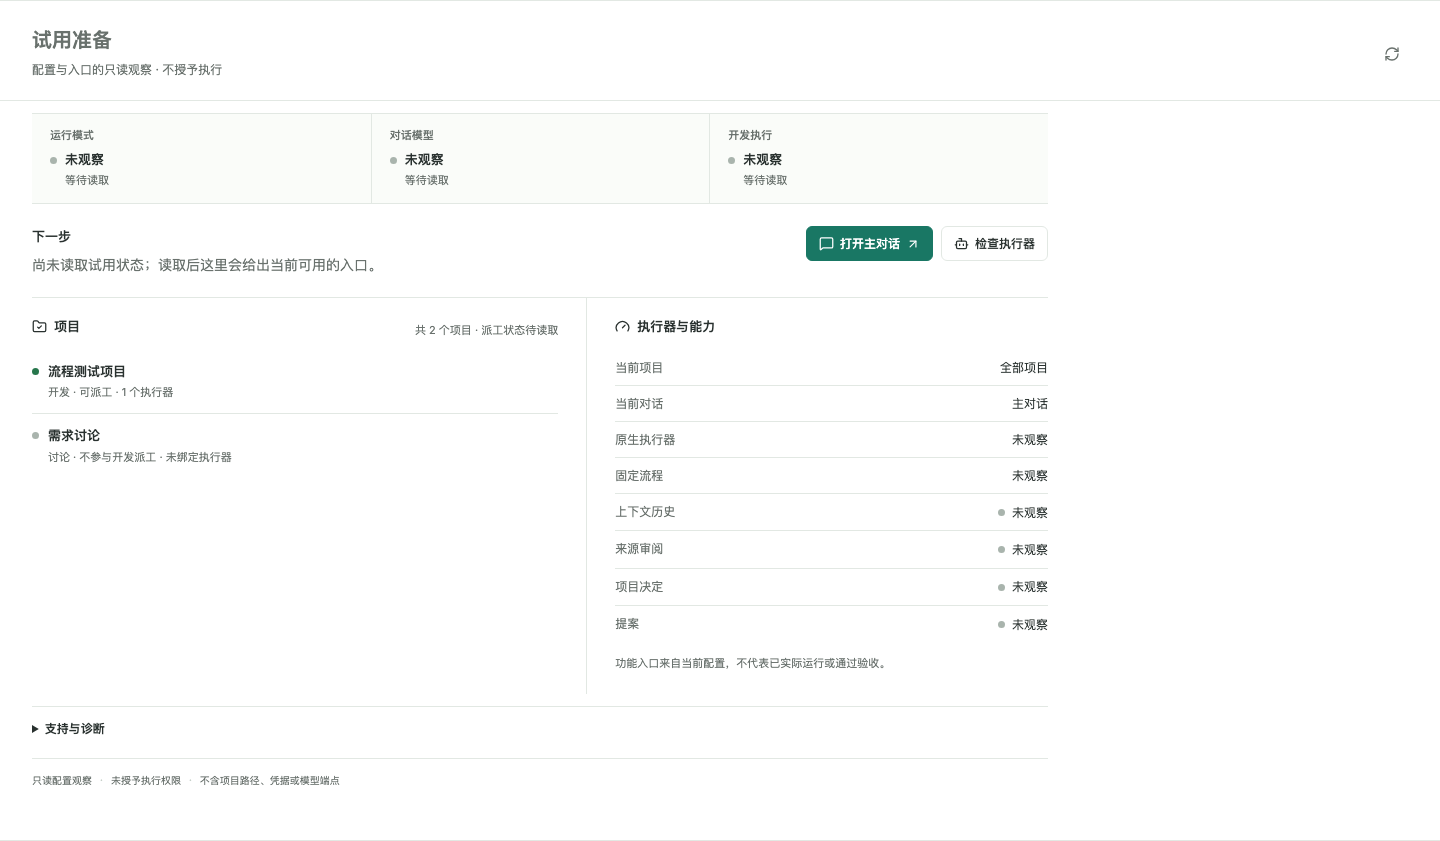 试用准备
配置与入口的只读观察 · 不授予执行
运行模式
未观察
等待读取
对话模型
未观察
等待读取
开发执行
未观察
等待读取
下一步
尚未读取试用状态；读取后这里会给出当前可用的入口。
打开主对话
检查执行器
项目
共 2 个项目 · 派工状态待读取
流程测试项目
开发 · 可派工 · 1 个执行器
需求讨论
讨论 · 不参与开发派工 · 未绑定执行器
执行器与能力
当前项目 全部项目
当前对话 主对话
原生执行器 未观察
固定流程 未观察
上下文历史 未观察
来源审阅 未观察
项目决定 未观察
提案 未观察
功能入口来自当前配置，不代表已实际运行或通过验收。
支持与诊断
只读配置观察 · 未授予执行权限 · 不含项目路径、凭据或模型端点